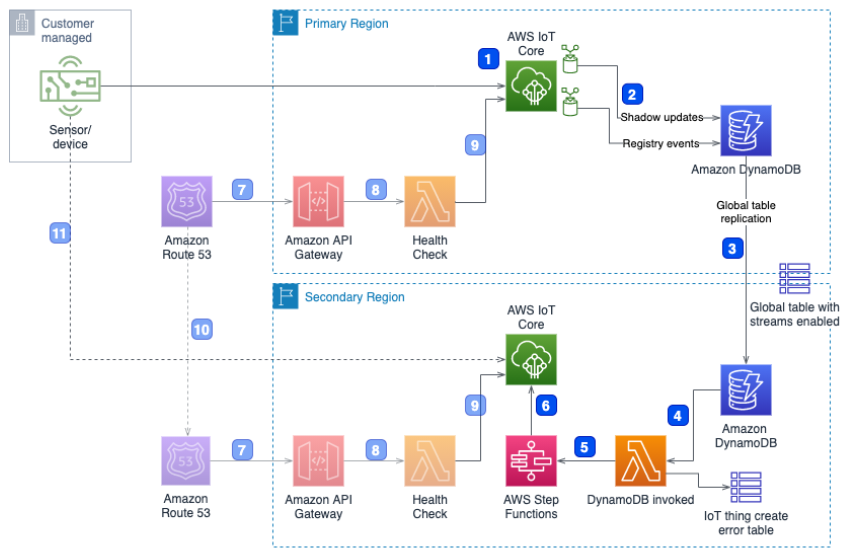 Customer
managed
Sensor/
device
Primary Region
AWS IoT
Core
1
2
Shadow updates
Registry events
Amazon DynamoDB
9
7
8
53
Amazon
Route 53
Amazon API
Gateway
Health
Check
Global table
replication
3
Global table with
streams enabled
11
10
Secondary Region
AWS IoT
Core
9
6
4
Amazon
DynamoDB
7
8
5
53
Amazon
Route 53
Amazon API
Gateway
Health
Check
AWS Step
Functions
DynamoDB invoked
IoT thing create
error table